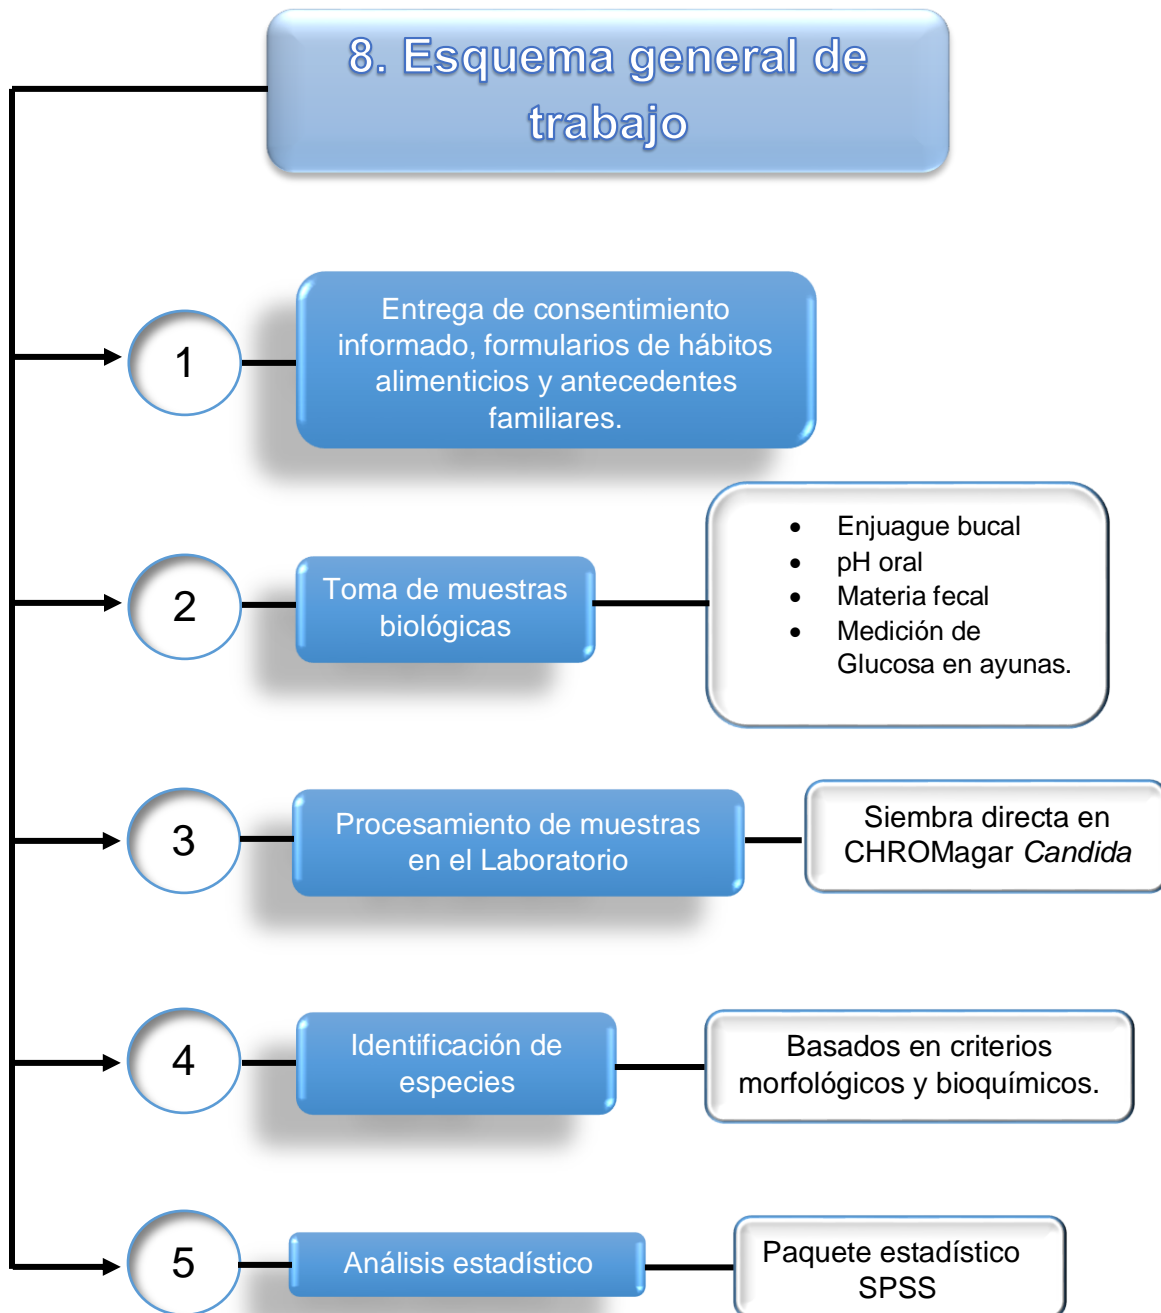 8. Esquema general de
trabajo
1
Entrega de consentimiento
informado, formularios de hábitos
alimenticios y antecedentes
familiares.
2
Toma de muestras
biológicas
• Enjuague bucal
• pH oral
• Materia fecal
• Medición de
Glucosa en ayunas.
3
Procesamiento de muestras
en el Laboratorio
Siembra directa en
CHROMagar Candida
4
Identificación de
especies
Basados en criterios
morfológicos y bioquímicos.
5
Análisis estadístico
Paquete estadístico
SPSS